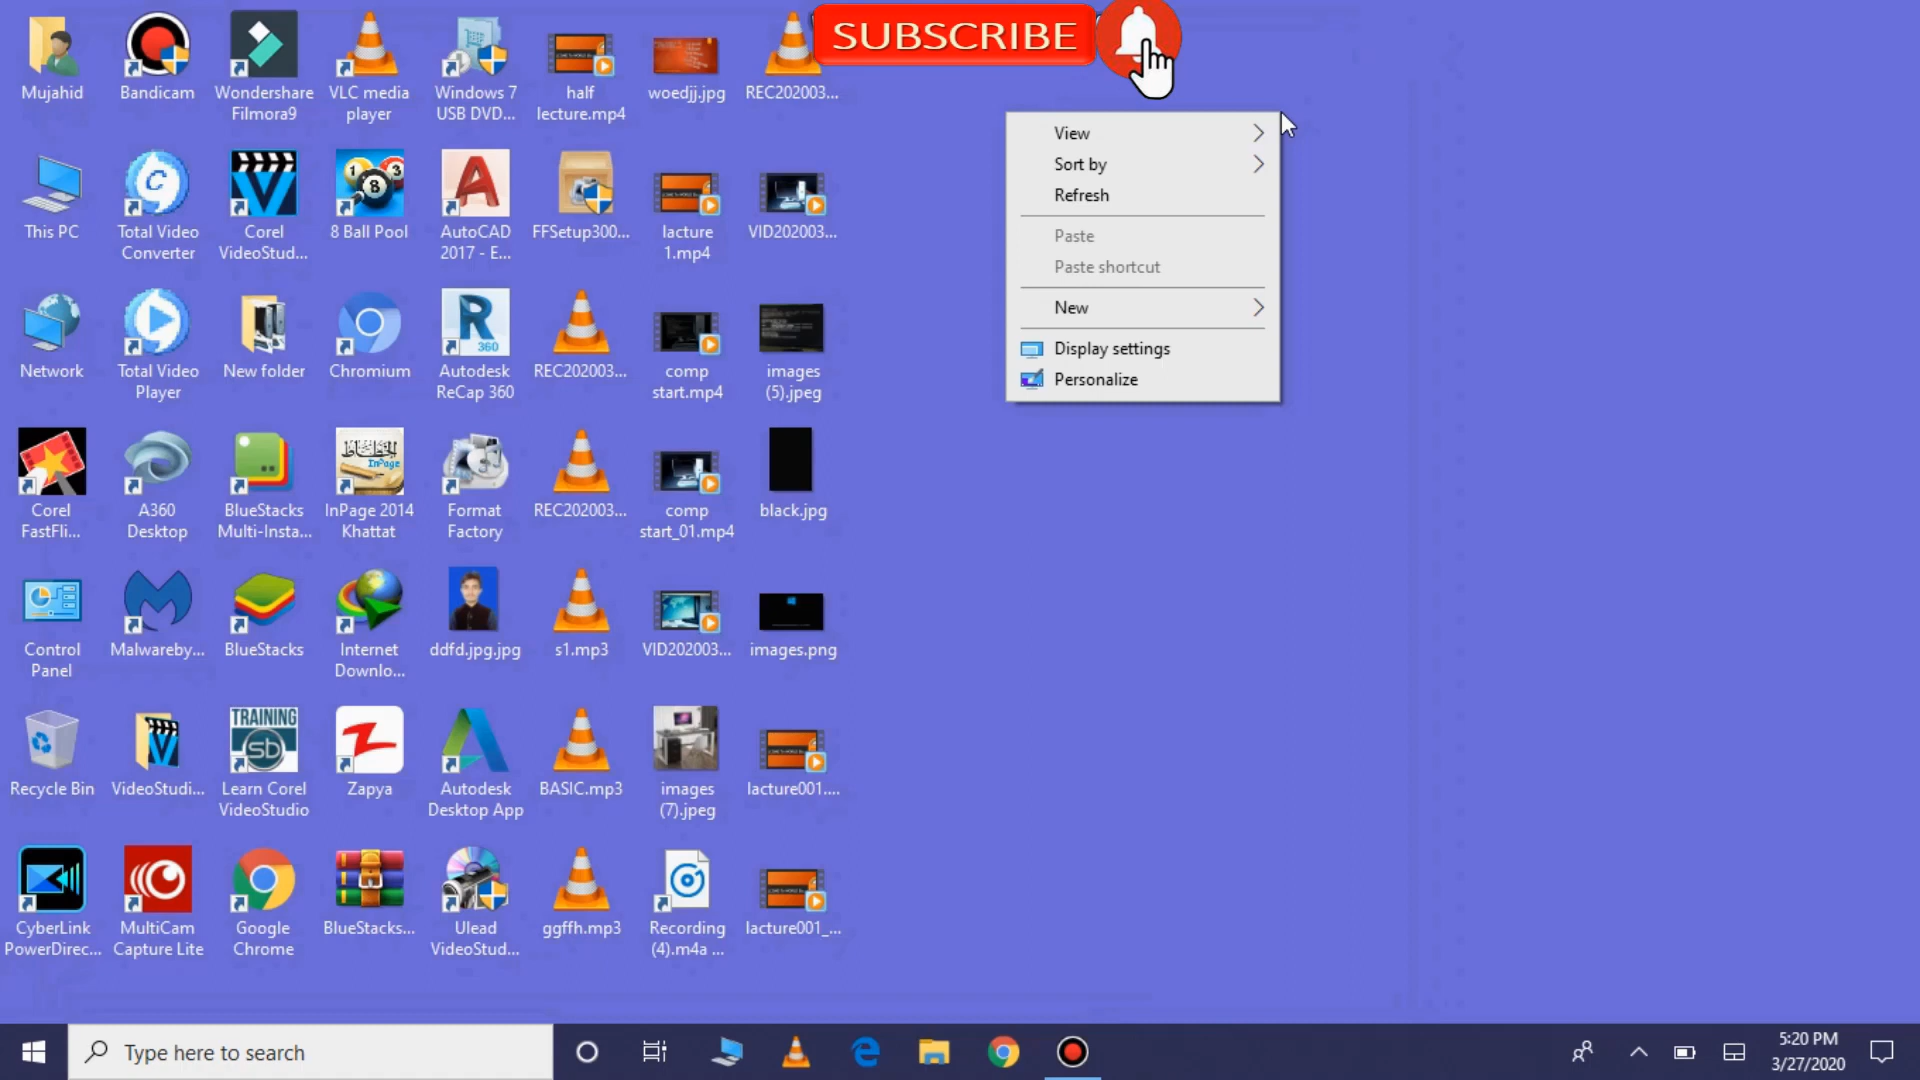 SUBSCRIBE
Mujahid
Bandicam
Wondershare
Filmora9
VLC media
player
Windows 7
USB DVD...
half
lecture.mp4
woedjj.jpg
REC202003...
View
Sort by
Refresh
Paste
Paste shortcut
New
Display settings
Personalize
This PC
Total Video
Converter
Corel
VideoStud...
8 Ball Pool
AutoCAD
2017 - E...
FFSetup300...
lacture
1.mp4
VID202003...
Network
Total Video
Player
New folder
Chromium
360
Autodesk
ReCap 360
REC202003...
comp
start.mp4
images
(5).jpeg
Corel
FastFli...
A360
Desktop
BlueStacks
Multi-Insta...
InPage
InPage 2014
Khattat
Format
Factory
REC202003...
comp
start_01.mp4
black.jpg
Control
Panel
Malwareby...
BlueStacks
Internet
Downlo...
ddfd.jpg.jpg
s1.mp3
VID202003...
images.png
Recycle Bin
VideoStudi...
TRAINING
sb
Learn Corel
VideoStudio
Zapya
Autodesk
Desktop App
BASIC.mp3
images
(7).jpeg
lacture001....
CyberLink
PowerDirec...
MultiCam
Capture Lite
Google
Chrome
BlueStacks...
Ulead
VideoStud...
ggffh.mp3
Recording
(4).m4a ...
lacture001_...
Type here to search
5:20 PM
3/27/2020